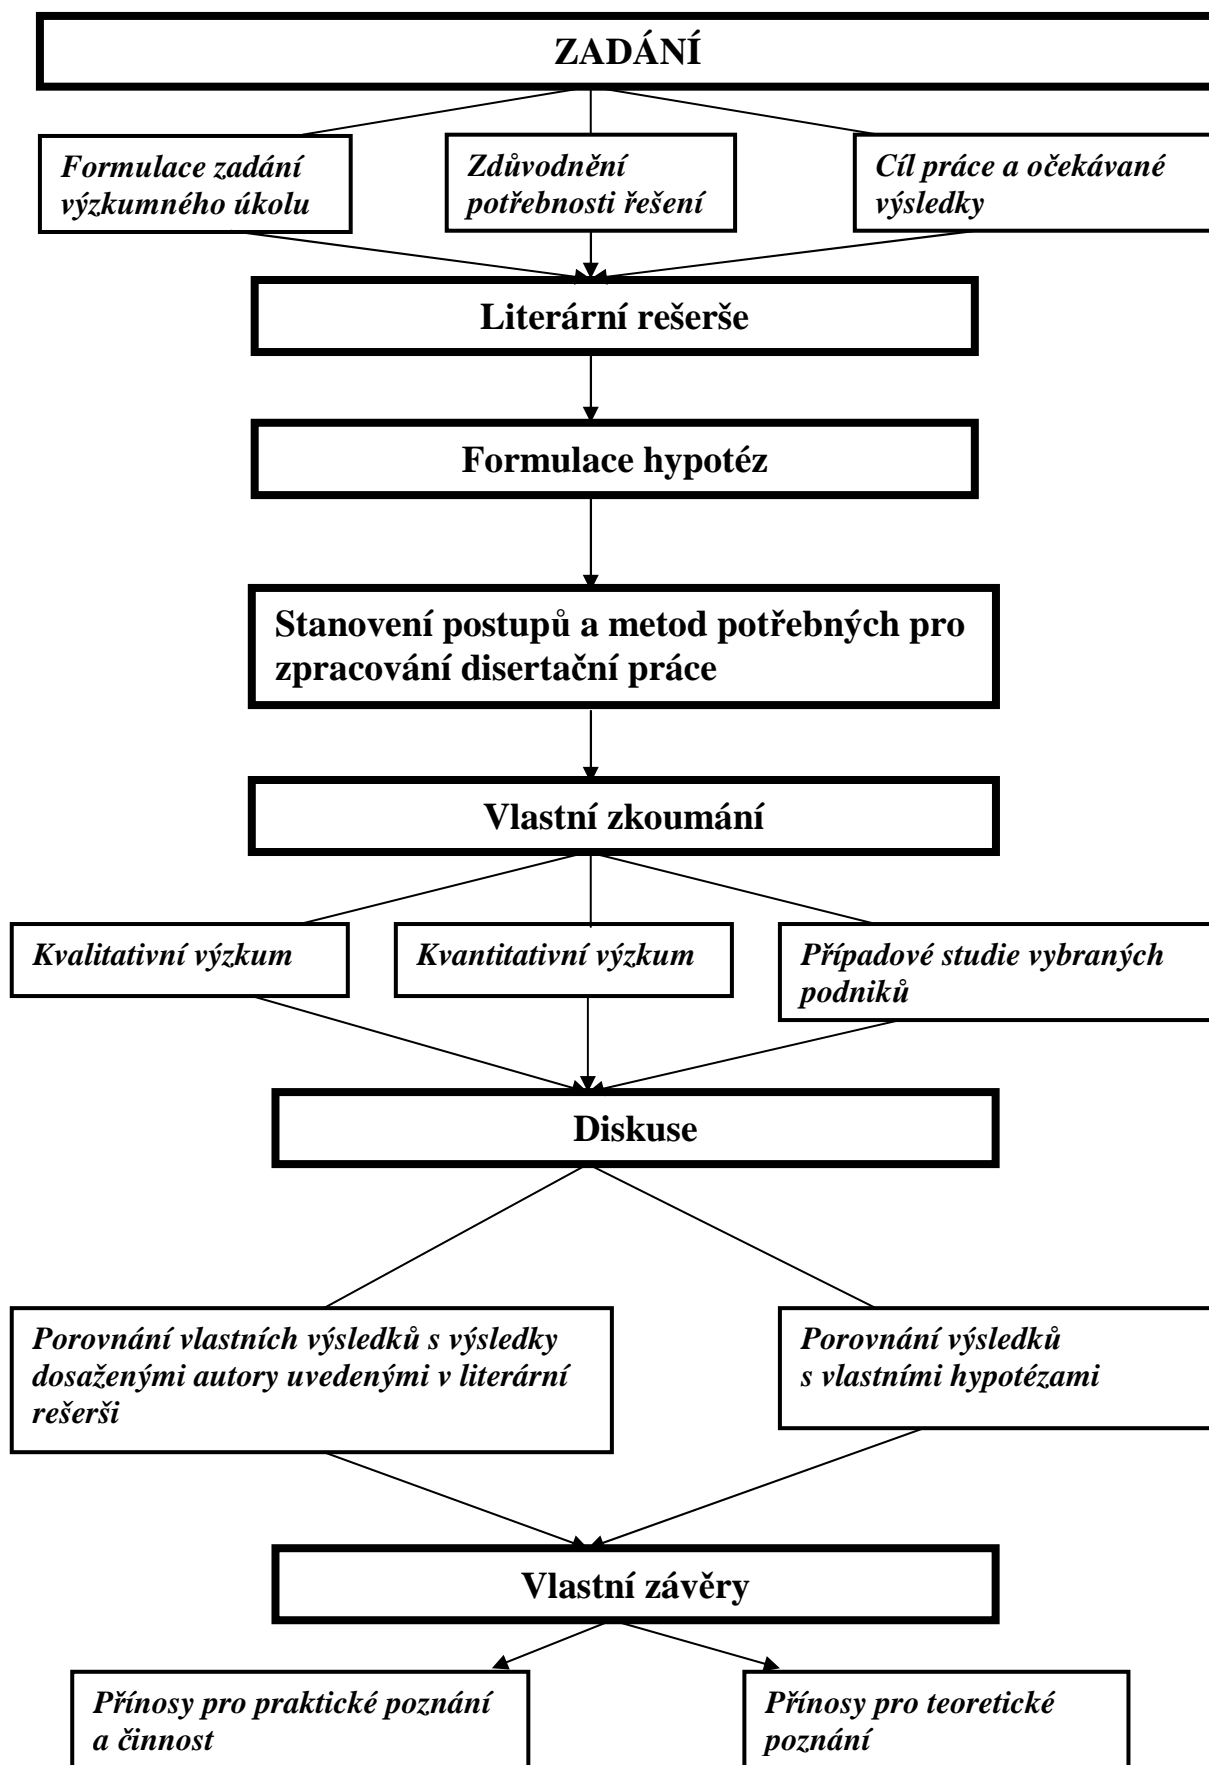 ZADÁNÍ
Formulace zadání
výzkumného úkolu
Zdůvodnění
potřebnosti řešení
Cíl práce a očekávané
výsledky
Literární rešerše
Formulace hypotéz
Stanovení postupů a metod potřebných pro
zpracování disertační práce
Vlastní zkoumání
Kvalitativní výzkum
Kvantitativní výzkum
Případové studie vybraných
podniků
Diskuse
Porovnání vlastních výsledků s výsledky
dosaženými autory uvedenými v literární
rešerši
Porovnání výsledků
s vlastními hypotézami
Vlastní závěry
Přínosy pro praktické poznání
a činnost
Přínosy pro teoretické
poznání